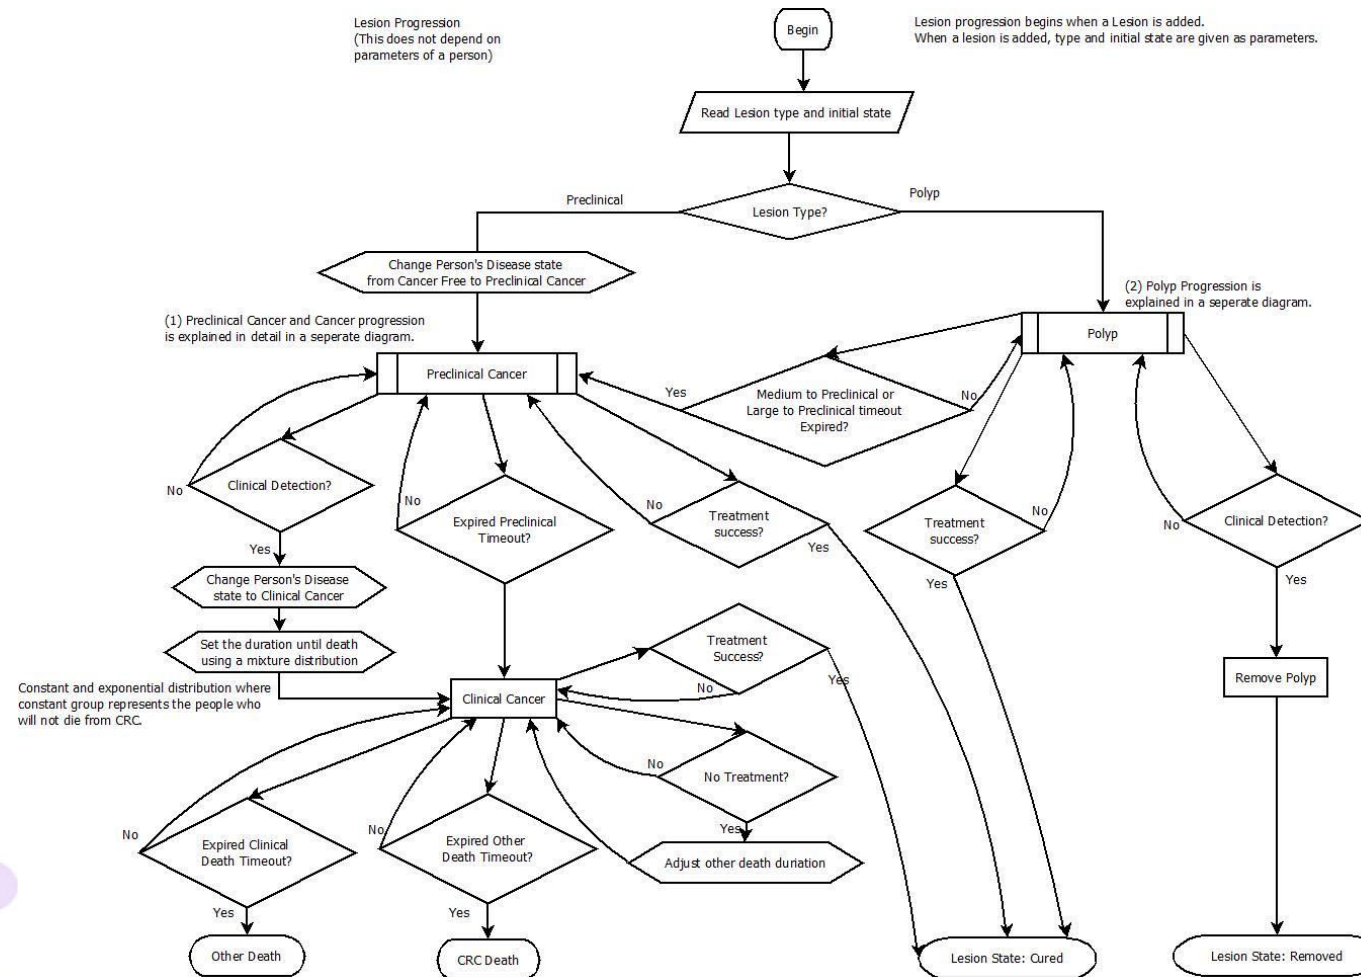 Lesion Progression
(This does not depend on
parameters of a person)
Begin
Lesion progression begins when a Lesion is added.
When a lesion is added, type and initial state are given as parameters.
Read Lesion type and initial state
Preclinical
Lesion Type?
Polyp
Change Person's Disease state
from Cancer Free to Preclinical Cancer
(1) Preclinical Cancer and Cancer progression
is explained in detail in a seperate diagram.
(2) Polyp Progression is
explained in a seperate diagram.
Polyp
Preclinical Cancer
Yes
Medium to Preclinical or
Large to Preclinical timeout
Expired?
No
No
Clinical Detection?
No
Expired Preclinical
Timeout?
No
Treatment
success?
Yes
Treatment
success?
No
Yes
No
Clinical Detection?
Yes
Yes
Change Person's Disease
state to Clinical Cancer
Set the duration until death
using a mixture distribution
Constant and exponential distribution where
constant group represents the people who
will not die from CRC.
Clinical Cancer
Treatment
Success?
No
Yes
Remove Polyp
No
No Treatment?
Yes
Adjust other death duriation
No
Expired Clinical
Death Timeout?
Yes
No
Expired Other
Death Timeout?
Yes
Other Death
CRC Death
Lesion State: Cured
Lesion State: Removed